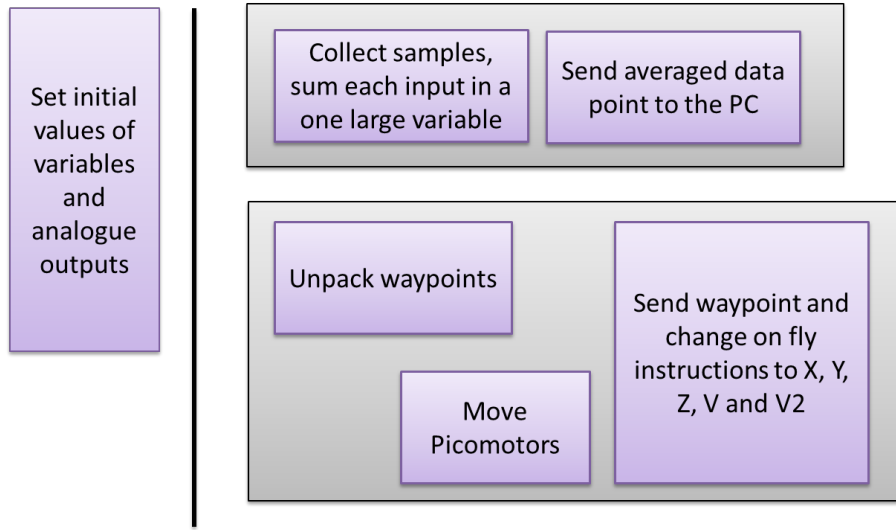 Set initial
values of
variables
and
analogue
outputs
Collect samples,
sum each input in a
one large variable
Send averaged data
point to the PC
Unpack waypoints
Move
Picomotors
Send waypoint and
change on fly
instructions to X, Y,
Z, V and V2